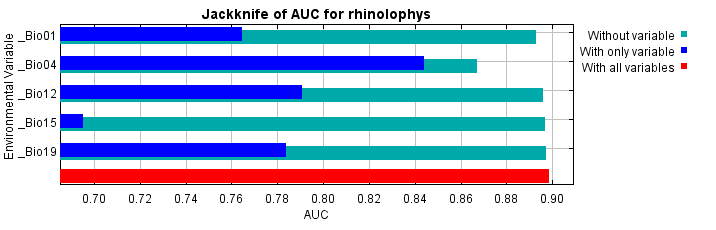 Jackknife of AUC for rhinolophys
Environmental Variable
_Bio01
_Bio04
_Bio12
_Bio15
_Bio19
0.70 0.72 0.74 0.76 0.78 0.80 0.82 0.84 0.86 0.88 0.90
AUC
Without variable
With only variable
With all variables